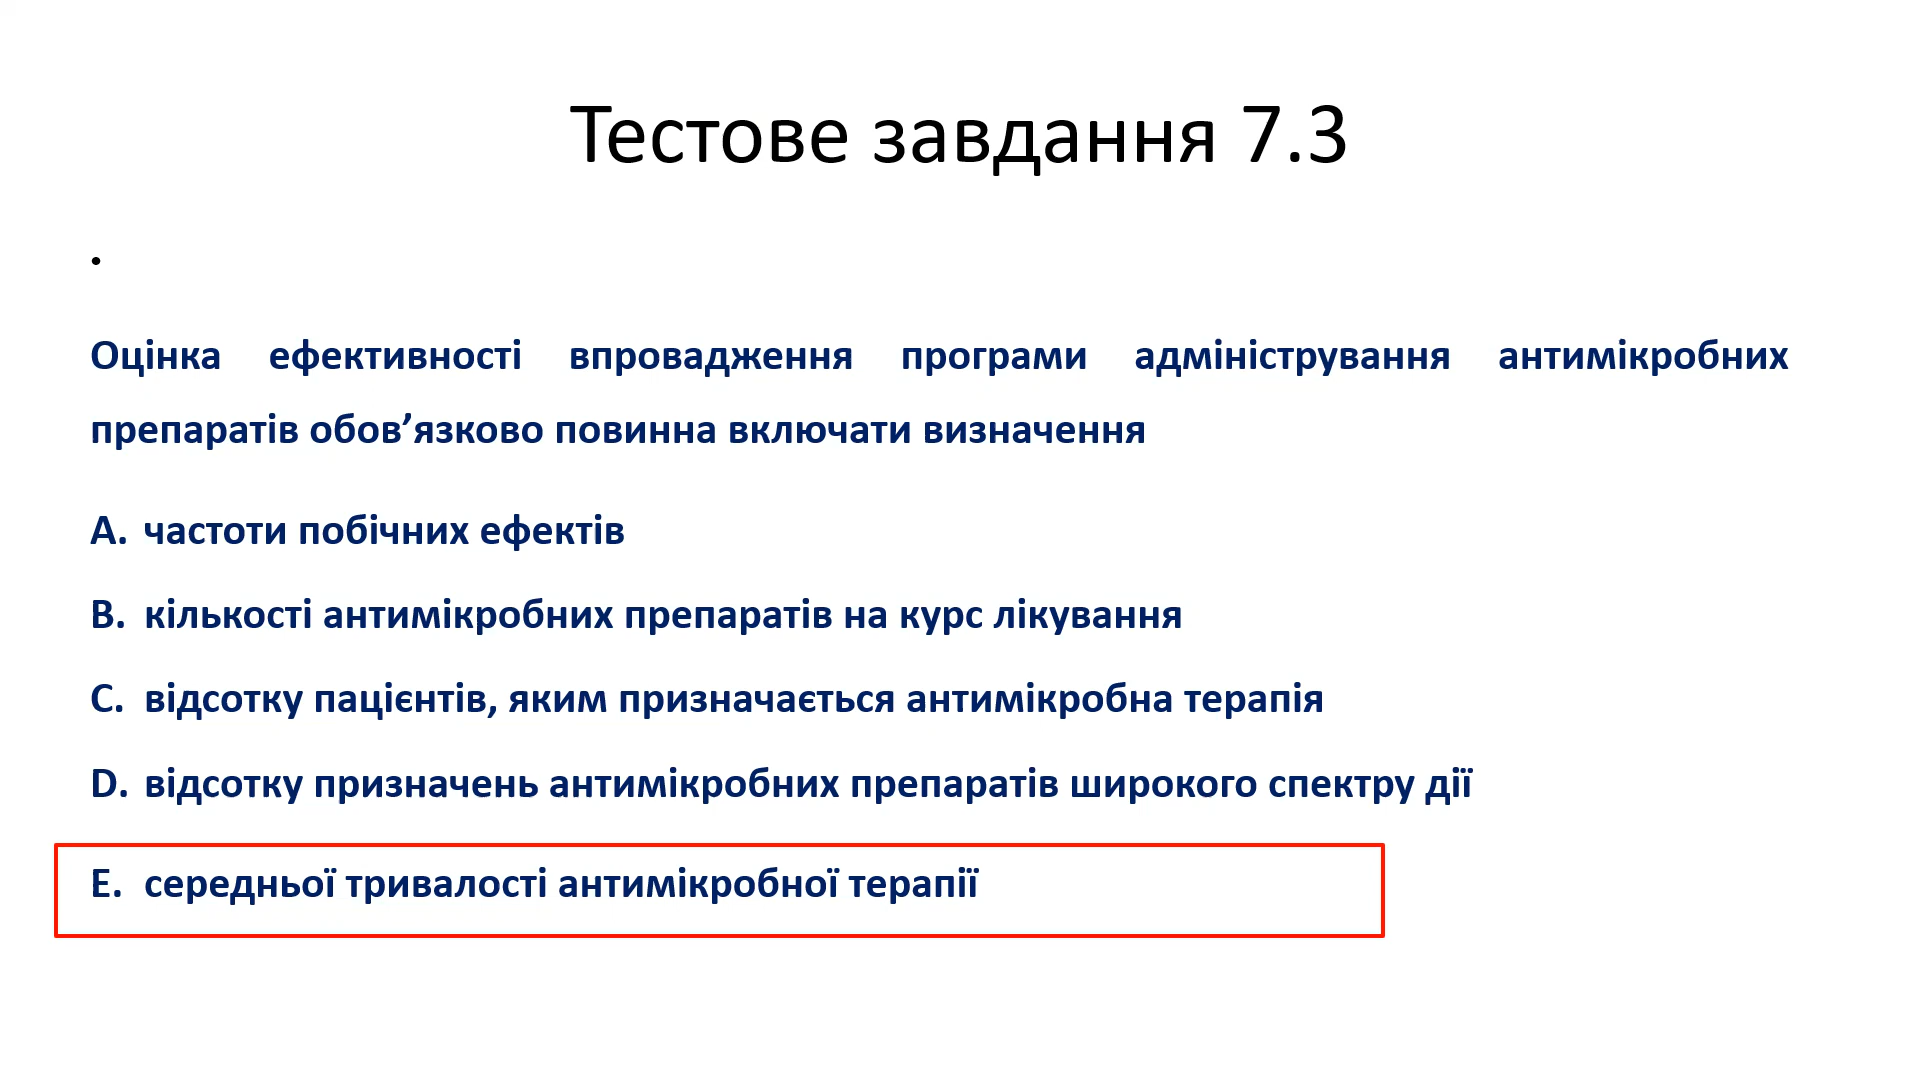 Тестове завдання 7.3
•
Оцінка ефективності впровадження програми адміністрування антимікробних
препаратів обов’язково повинна включати визначення
A. частоти побічних ефектів
B. кількості антимікробних препаратів на курс лікування
C. відсотку пацієнтів, яким призначається антимікробна терапія
D. відсотку призначень антимікробних препаратів широкого спектру дії
E. середньої тривалості антимікробної терапії